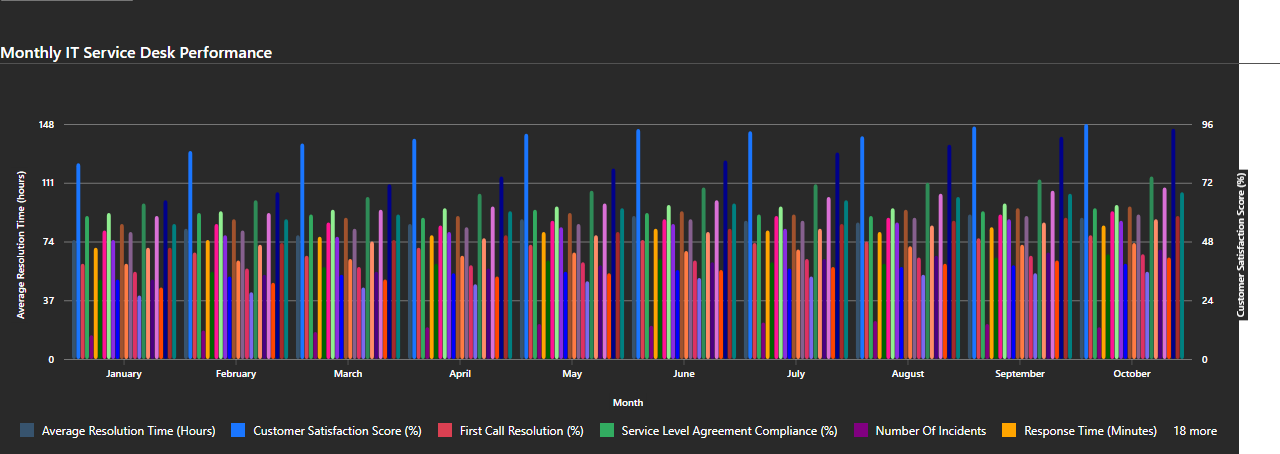 Monthly IT Service Desk Performance
Average Resolution Time (hours)
148
111
74
37
0
96
72
48
24
0
Customer Satisfaction Score (%)
January February March April May June July August September October
Month
Average Resolution Time (Hours) Customer Satisfaction Score (%) First Call Resolution (%) Service Level Agreement Compliance (%) Number Of Incidents Response Time (Minutes) 18 more